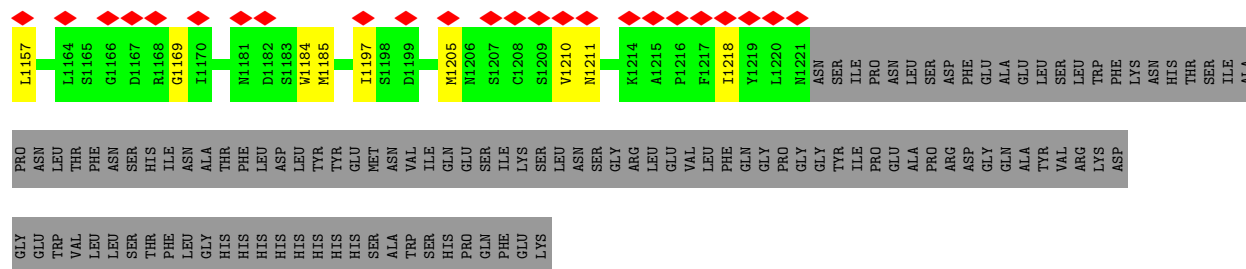 L1157 L1164 S1165 G1166 D1167 R1168 G1169 I1170 N1181 D1182 S1183 W1184 M1185 I1197 S1198 D1199 M1205 N1206 S1207 C1208 S1209 V1210 N1211 K1214 A1215 P1216 F1217 I1218 Y1219 L1220 N1221 ASN SER ILE PRO ASN LEU SER ASP PHE GLU ALA GLU LEU SER LEU TRP PHE LYS ASN HIS THR SER ILE ALA
PRO ASN LEU THR PHE ASN SER HIS ILE ASN ALA THR PHE LEU ASP LEU TYR TYR GLU MET ASN VAL ILE GLN GLU SER ILE LYS SER LEU ASN SER GLY ARG LEU GLU VAL LEU PHE GLN GLY PRO GLY GLY TYR ILE PRO GLU ALA PRO ARG ASP GLY GLN ALA TYR VAL ARG LYS ASP
GLY GLU TRP VAL LEU LEU SER THR PHE LEU GLY HIS HIS HIS HIS HIS HIS HIS HIS SER ALA TRP SER HIS PRO GLN PHE GLU LYS